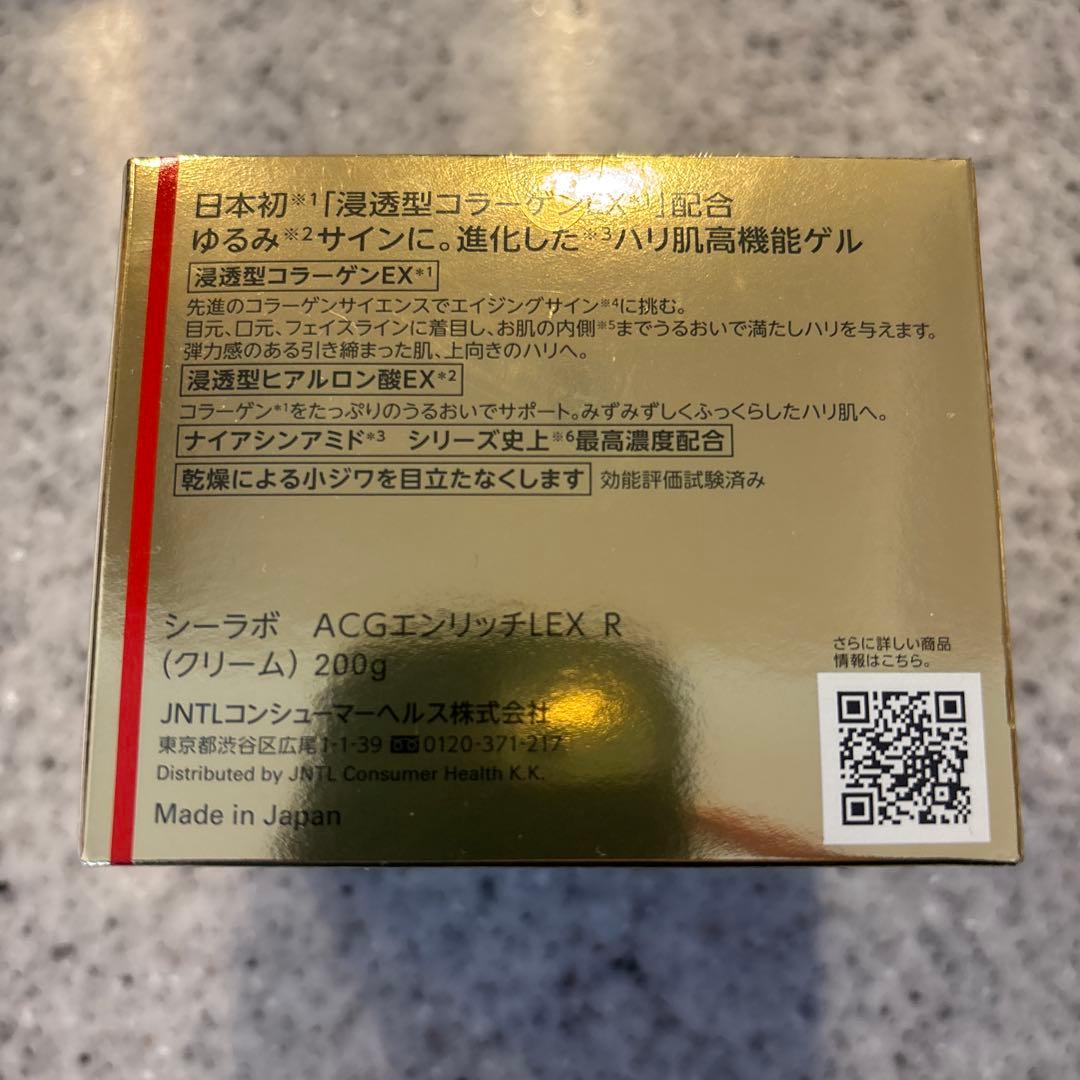 日本初※1「浸透型コラーゲンEX*1」配合
ゆるみ※2サインに。進化した※3ハリ肌高機能ゲル
浸透型コラーゲンEX*1
先進のコラーゲンサイエンスでエイジングサイン※4に挑む。
目元、口元、フェイスラインに着目し、お肌の内側※5までうるおいで満たしハリを与えます。
弾力感のある引き締まった肌、上向きのハリへ。
浸透型ヒアルロン酸EX*2
コラーゲン*1をたっぷりのうるおいでサポート。みずみずしくふっくらしたハリ肌へ。
ナイアシンアミド*3 シリーズ史上※6最高濃度配合
乾燥による小ジワを目立たなくします 効能評価試験済み
シーラボ ACGエンリッチLEX R
(クリーム) 200g
JNTLコンシューマーヘルス株式会社
東京都渋谷区広尾1-1-39 0120-371-217
Distributed by JNTL Consumer Health K.K.
Made in Japan
さらに詳しい商品
情報はこちら。